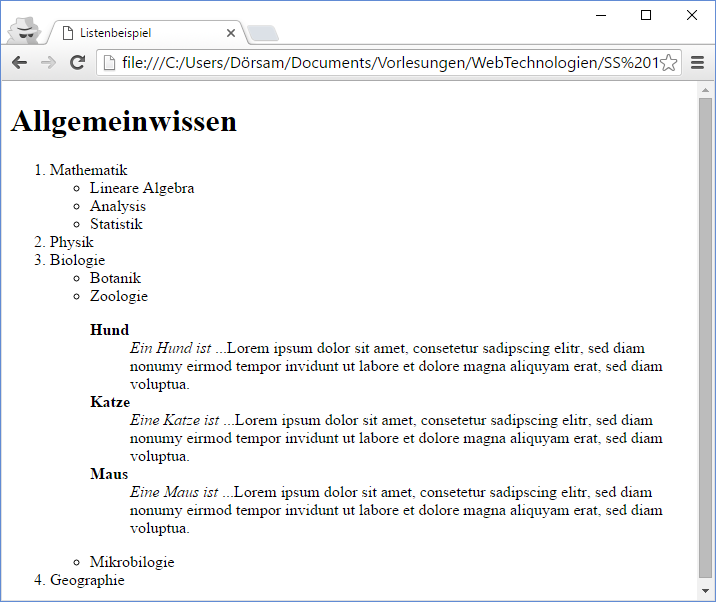 Listenbeispiel
file:///C:/Users/Dörsam/Documents/Vorlesungen/WebTechnologien/SS%201
Allgemeinwissen
1. Mathematik
Lineare Algebra
Analysis
Statistik
2. Physik
3. Biologie
Botanik
Zoologie
Hund
Ein Hund ist ...Lorem ipsum dolor sit amet, consetetur sadipscing elitr, sed diam
nonumy eirmod tempor invidunt ut labore et dolore magna aliquyam erat, sed diam
voluptua.
Katze
Eine Katze ist ...Lorem ipsum dolor sit amet, consetetur sadipscing elitr, sed diam
nonumy eirmod tempor invidunt ut labore et dolore magna aliquyam erat, sed diam
voluptua.
Maus
Eine Maus ist ...Lorem ipsum dolor sit amet, consetetur sadipscing elitr, sed diam
nonumy eirmod tempor invidunt ut labore et dolore magna aliquyam erat, sed diam
voluptua.
Mikrobilogie
4. Geographie